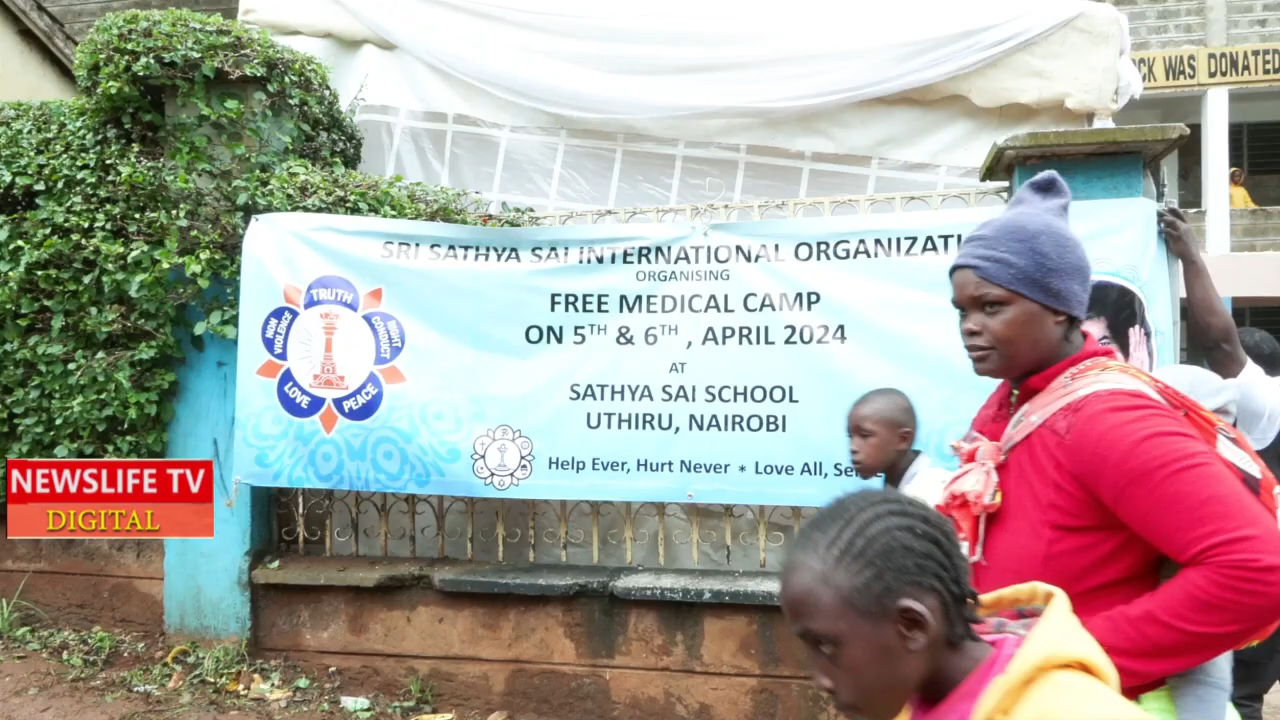 CK WAS DONATED
SRI SATHYA SAI INTERNATIONAL ORGANIZATI
ORGANISING
FREE MEDICAL CAMP
ON 5TH & 6TH , APRIL 2024
AT
SATHYA SAI SCHOOL
UTHIRU, NAIROBI
Help Ever, Hurt Never * Love All, Se
TRUTH
RIGHT
CONDUCT
PEACE
LOVE
NON
VIOLENCE
NEWSLIFE TV
DIGITAL